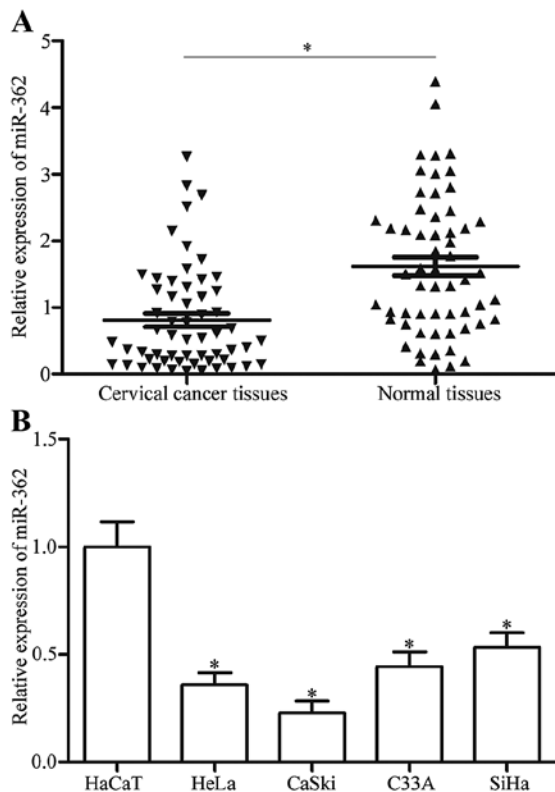 A
*
Relative expression of miR-362
5
4
3
2
1
0
Cervical cancer tissues Normal tissues
B
Relative expression of miR-362
1.5
1.0
0.5
0.0
* * * *
HaCaT HeLa CaSki C33A SiHa